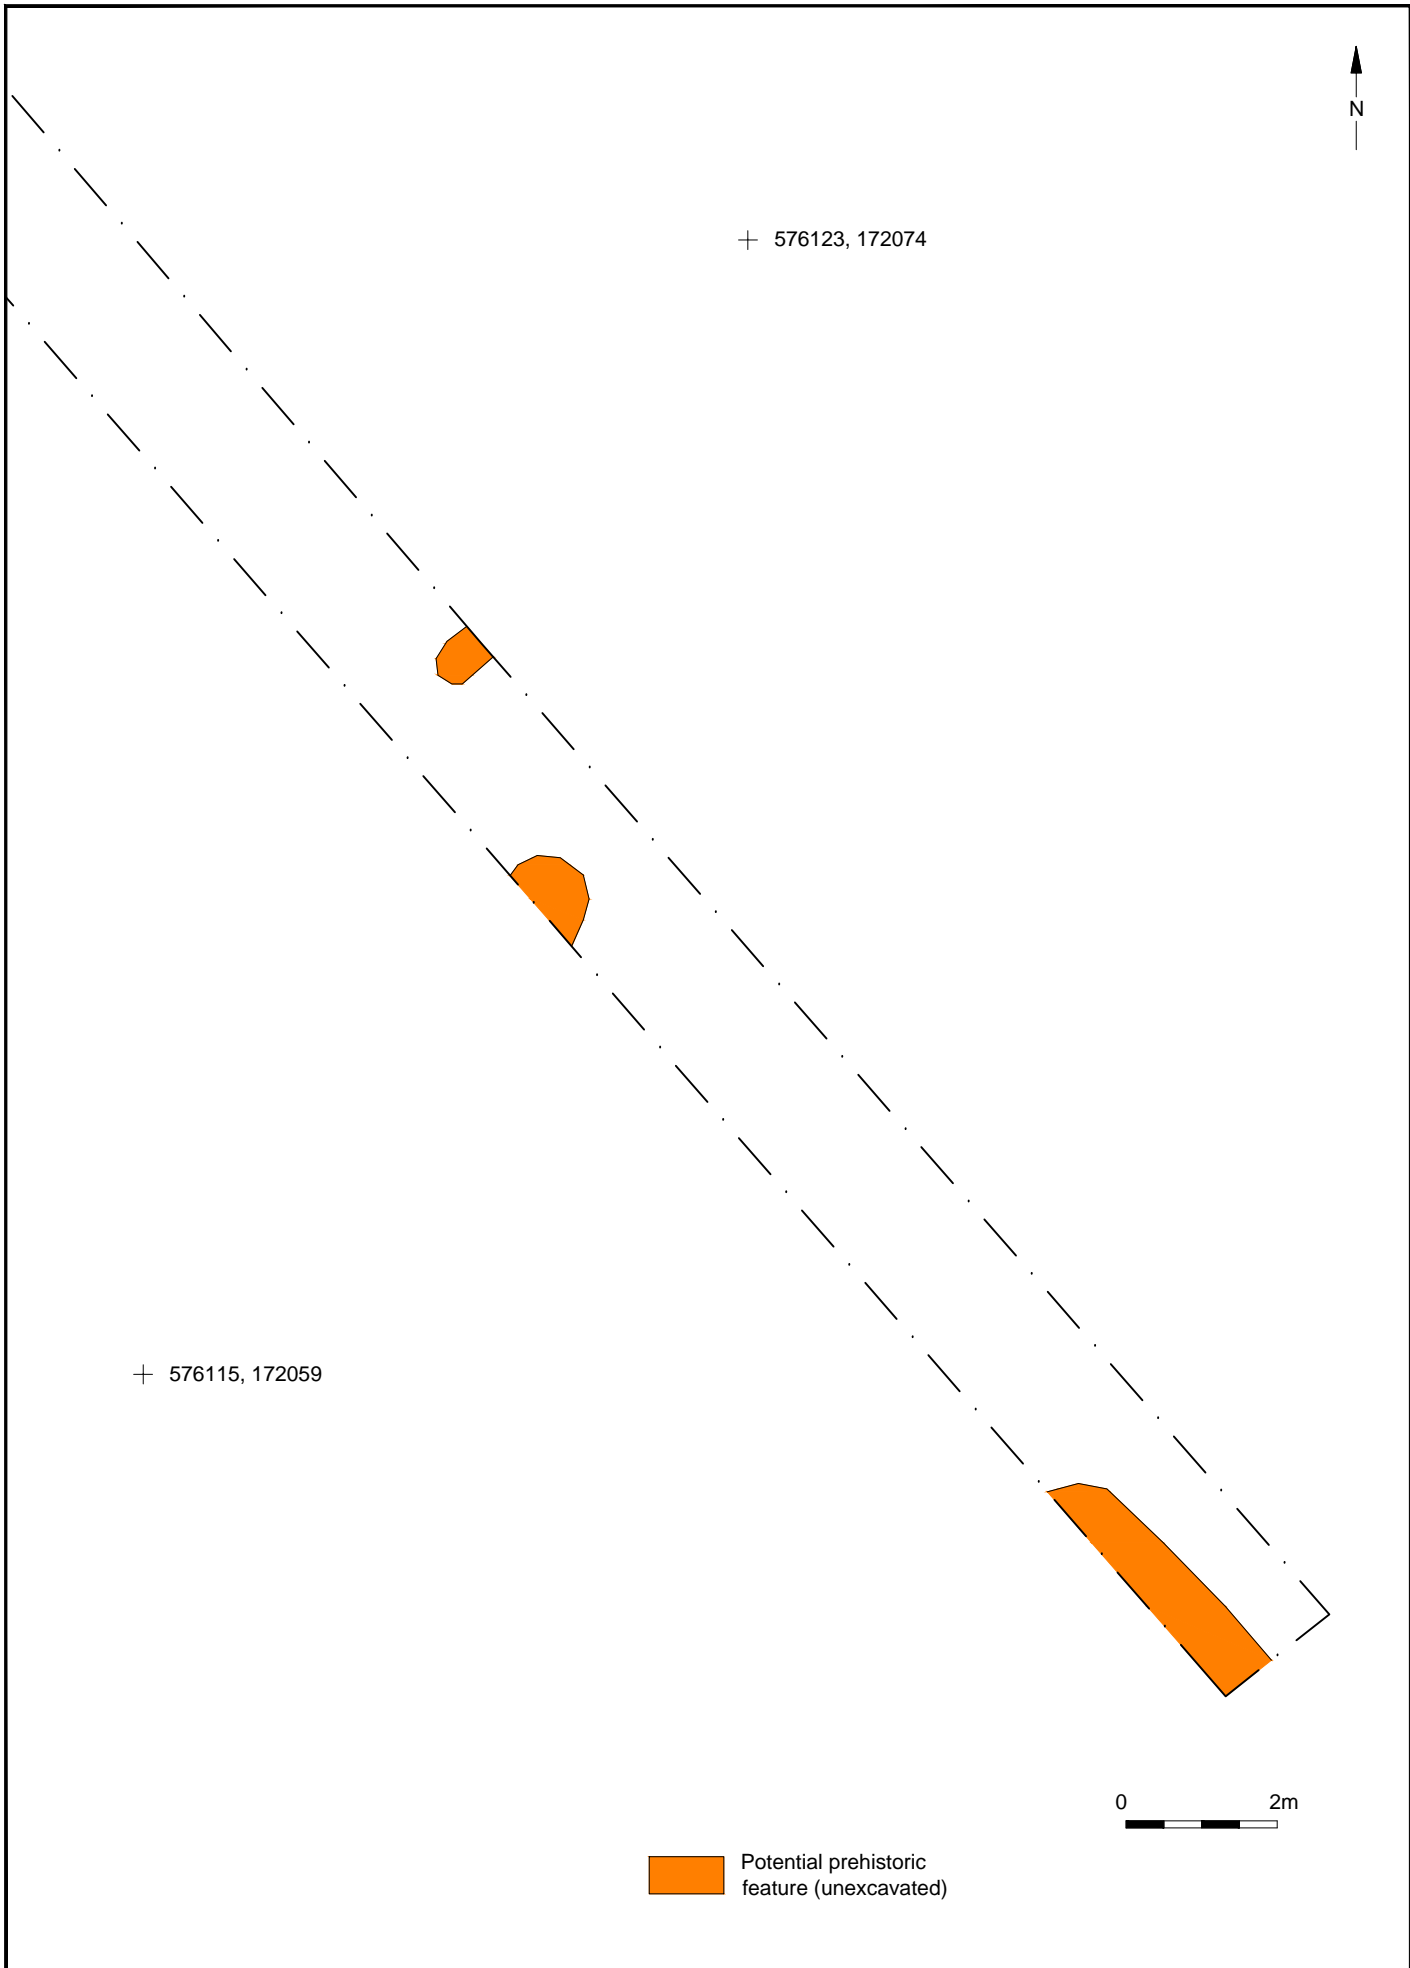 N
576123, 172074
576115, 172059
0 2m
Potential prehistoric
feature (unexcavated)